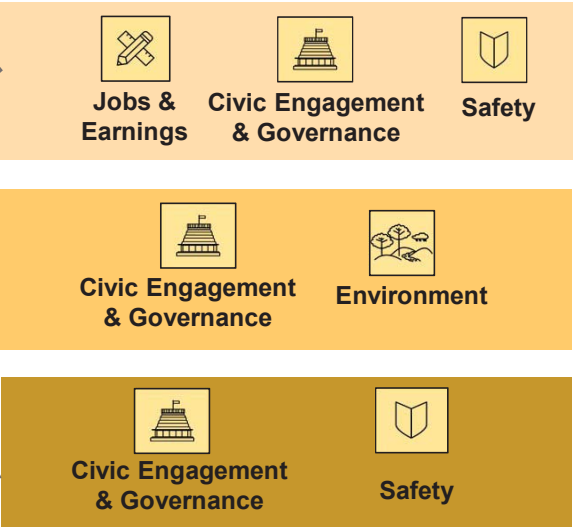 Jobs &
Earnings
Civic Engagement
& Governance
Safety
Civic Engagement
& Governance
Environment
Civic Engagement
& Governance
Safety